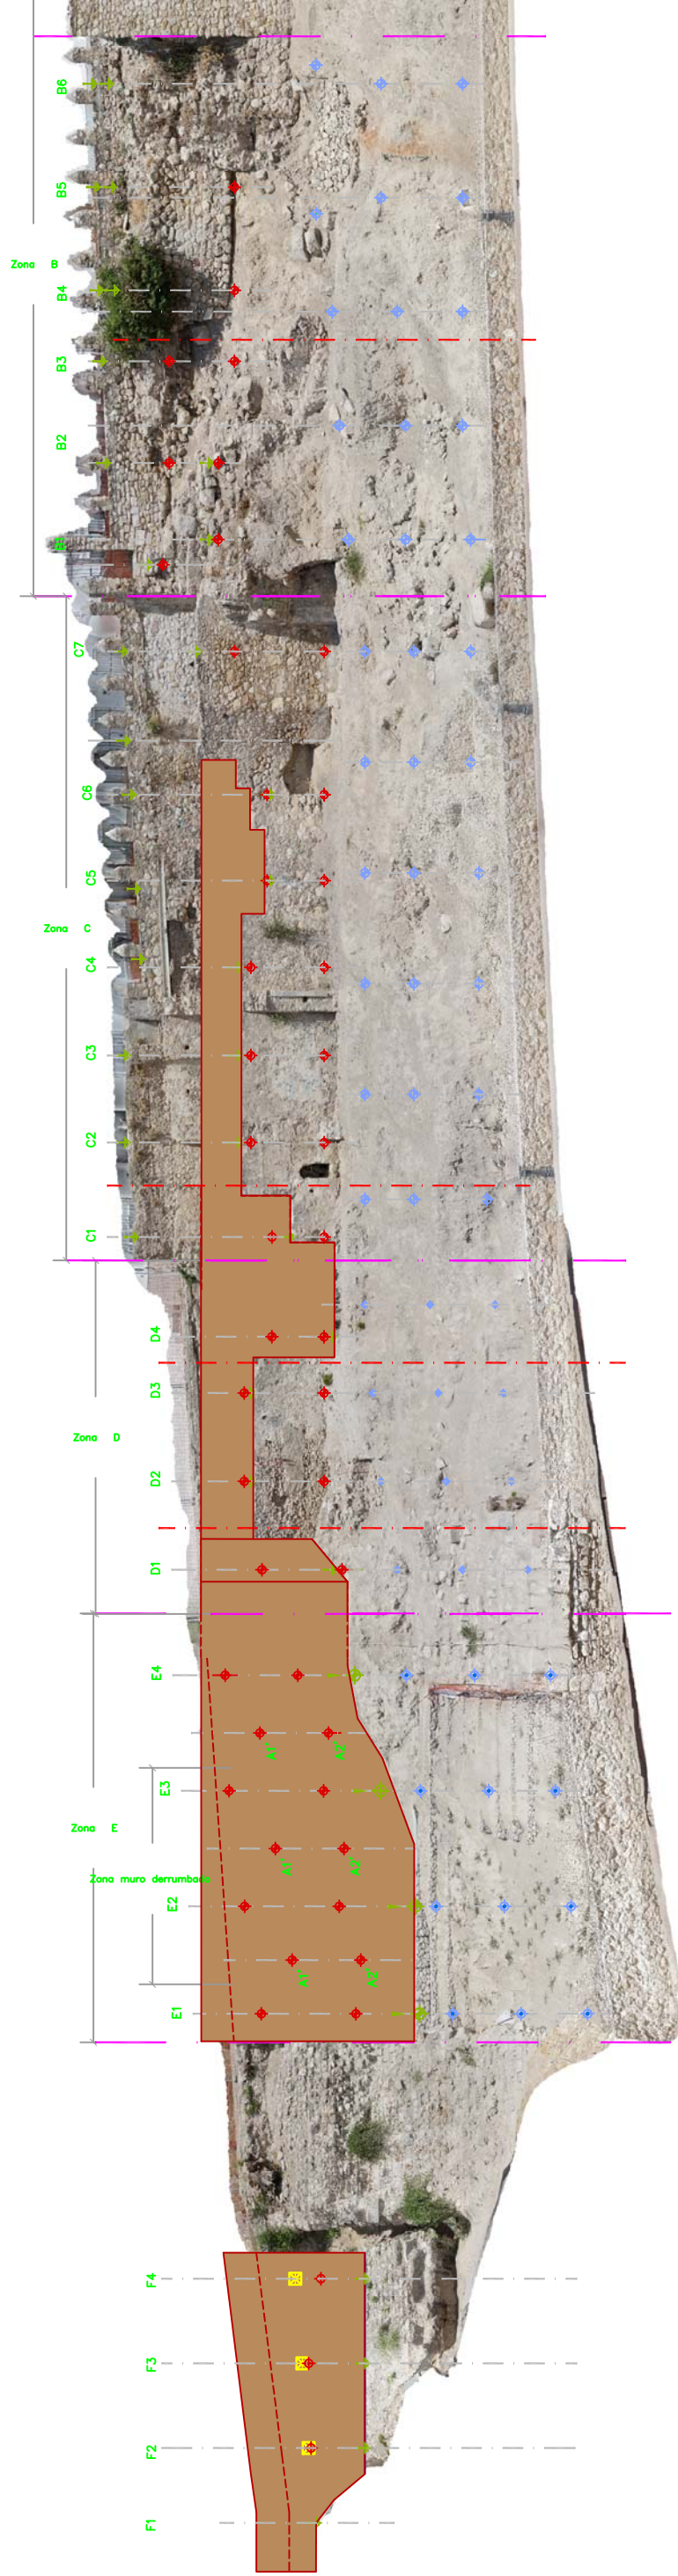 B6
B5
Zona B
B4
B3
B2
B1
C7
C6
C5
Zona C
C4
C3
C2
C1
D4
D3
Zona D
D2
D1
E4
A1'
A2'
E3
Zona E
A1'
A2'
Zona muro derrumbado
E2
A1'
A2'
E1
F4
F3
F2
F1